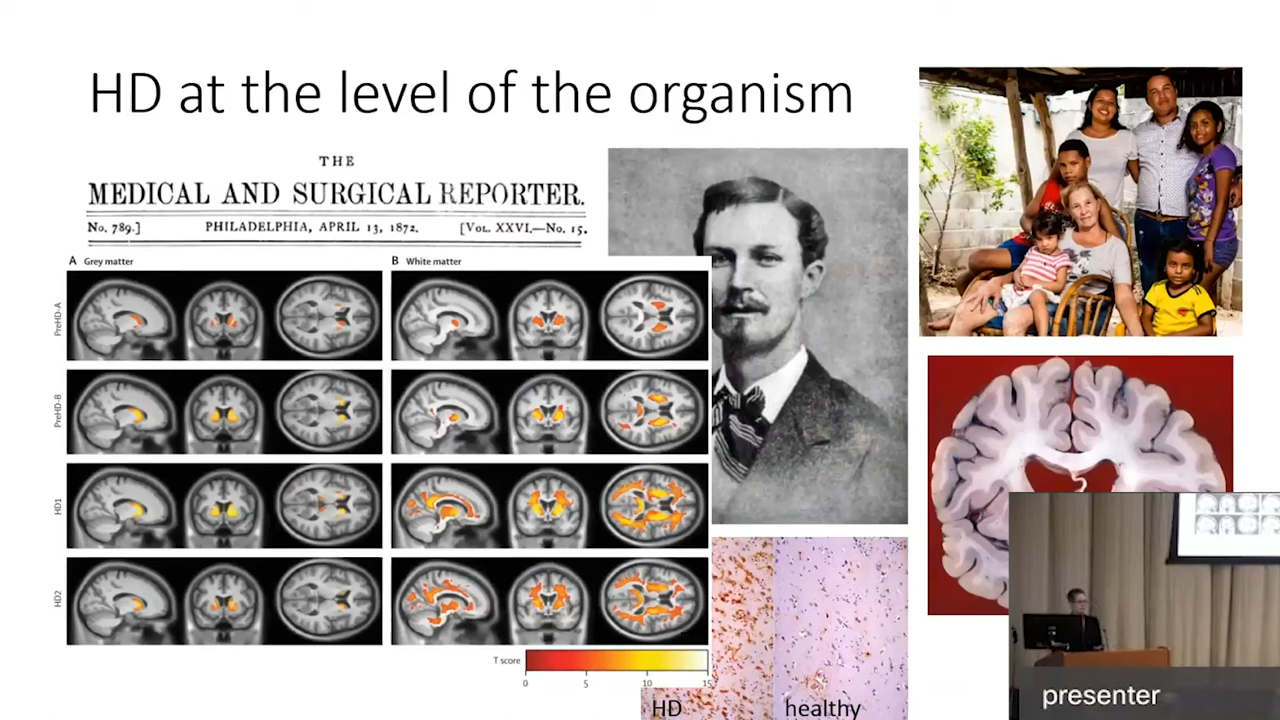 HD at the level of the organism
THE
MEDICAL AND SURGICAL REPORTER.
No. 789.] PHILADELPHIA, APRIL 13, 1872. [VOL. XXVI.—No. 15.
A Grey matter B White matter
PreHD-A
PreHD-B
HD1
HD2
T score
0 5 10 15
HD healthy
presenter